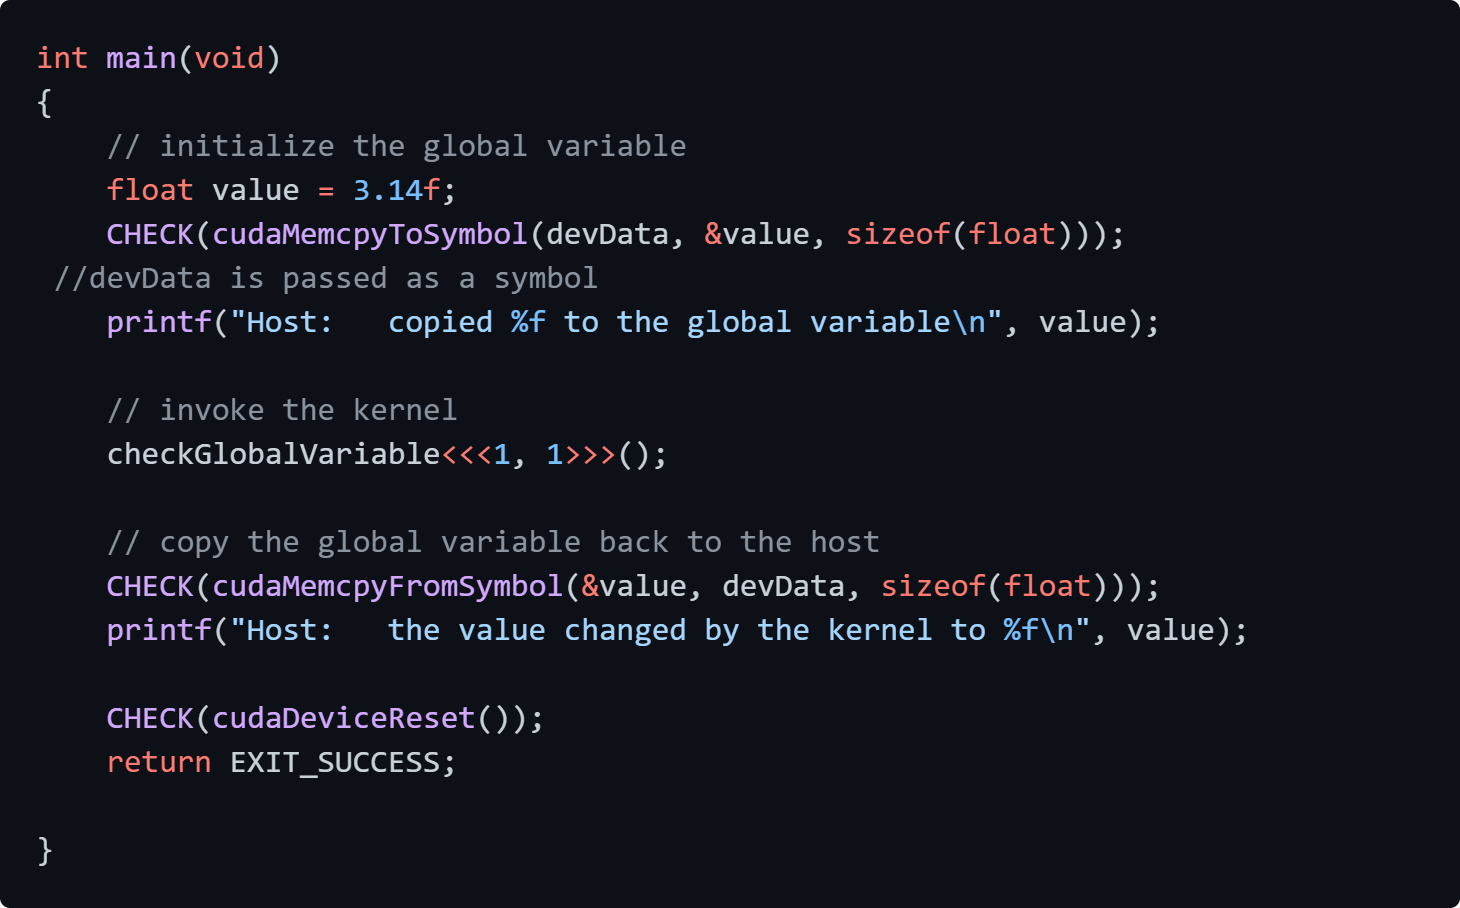 int main(void)
{
    // initialize the global variable
    float value = 3.14f;
    CHECK(cudaMemcpyToSymbol(devData, &value, sizeof(float)));
 //devData is passed as a symbol
    printf("Host:   copied %f to the global variable\n", value);

    // invoke the kernel
    checkGlobalVariable<<<1, 1>>>();

    // copy the global variable back to the host
    CHECK(cudaMemcpyFromSymbol(&value, devData, sizeof(float)));
    printf("Host:   the value changed by the kernel to %f\n", value);

    CHECK(cudaDeviceReset());
    return EXIT_SUCCESS;

}